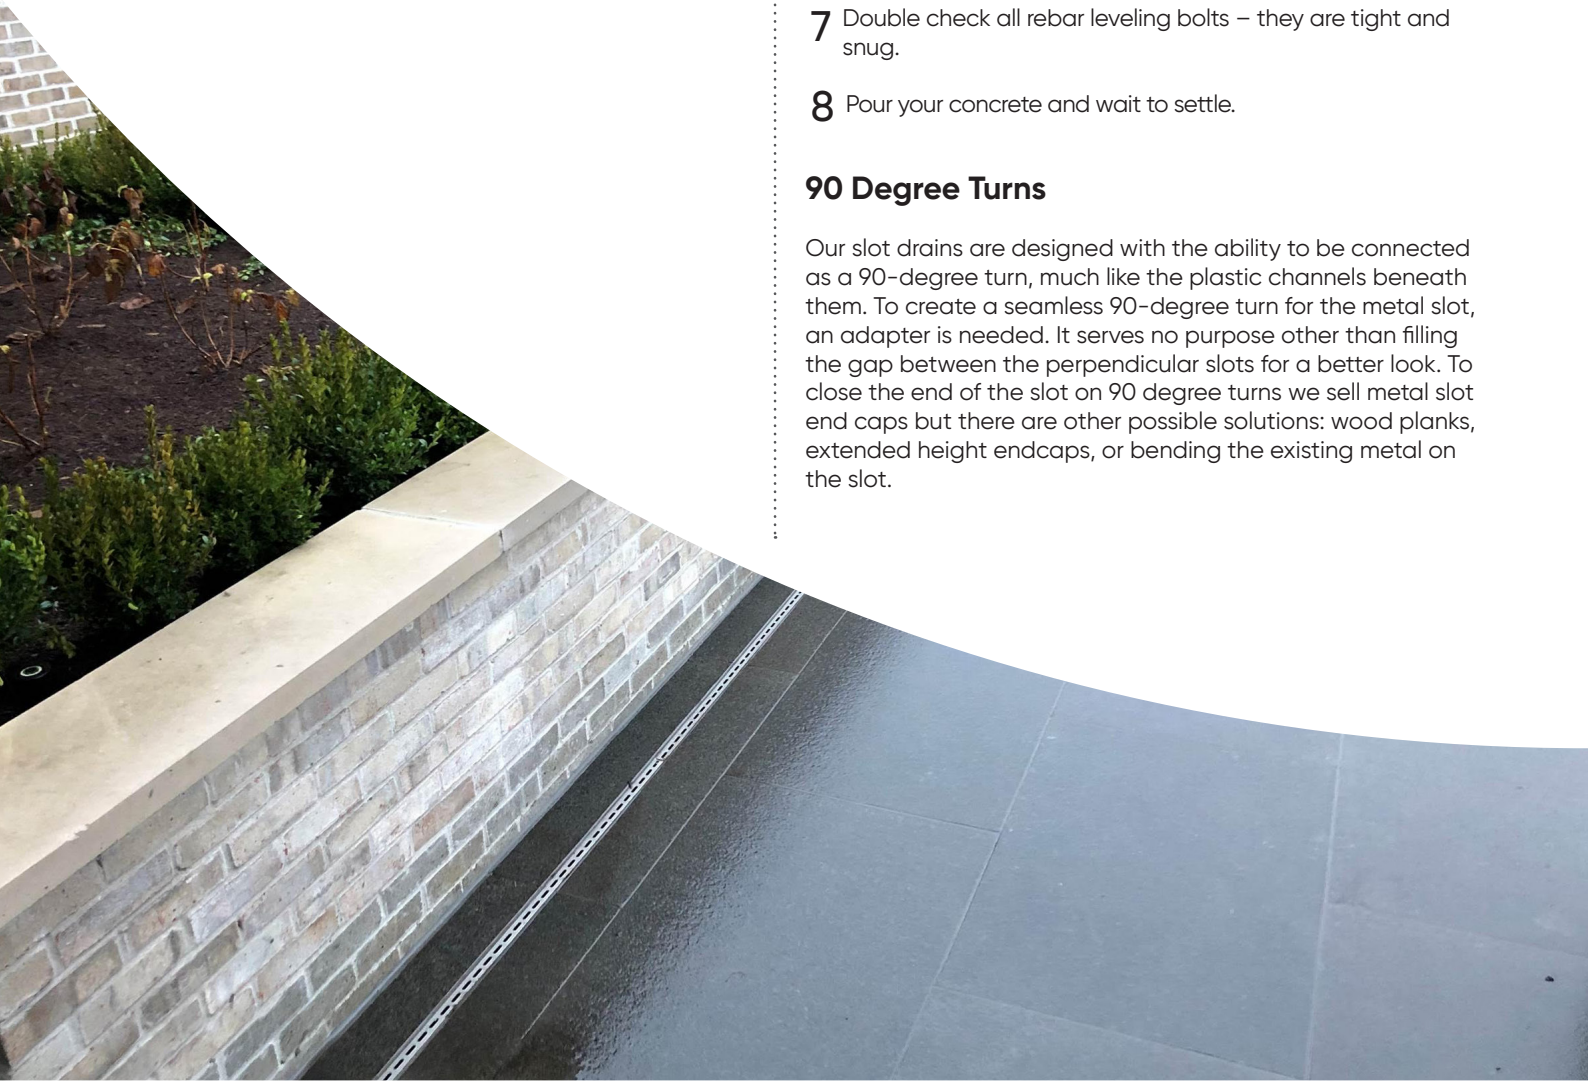 7 Double check all rebar leveling bolts – they are tight and
snug.
8 Pour your concrete and wait to settle.
90 Degree Turns
Our slot drains are designed with the ability to be connected
as a 90-degree turn, much like the plastic channels beneath
them. To create a seamless 90-degree turn for the metal slot,
an adapter is needed. It serves no purpose other than filling
the gap between the perpendicular slots for a better look. To
close the end of the slot on 90 degree turns we sell metal slot
end caps but there are other possible solutions: wood planks,
extended height endcaps, or bending the existing metal on
the slot.